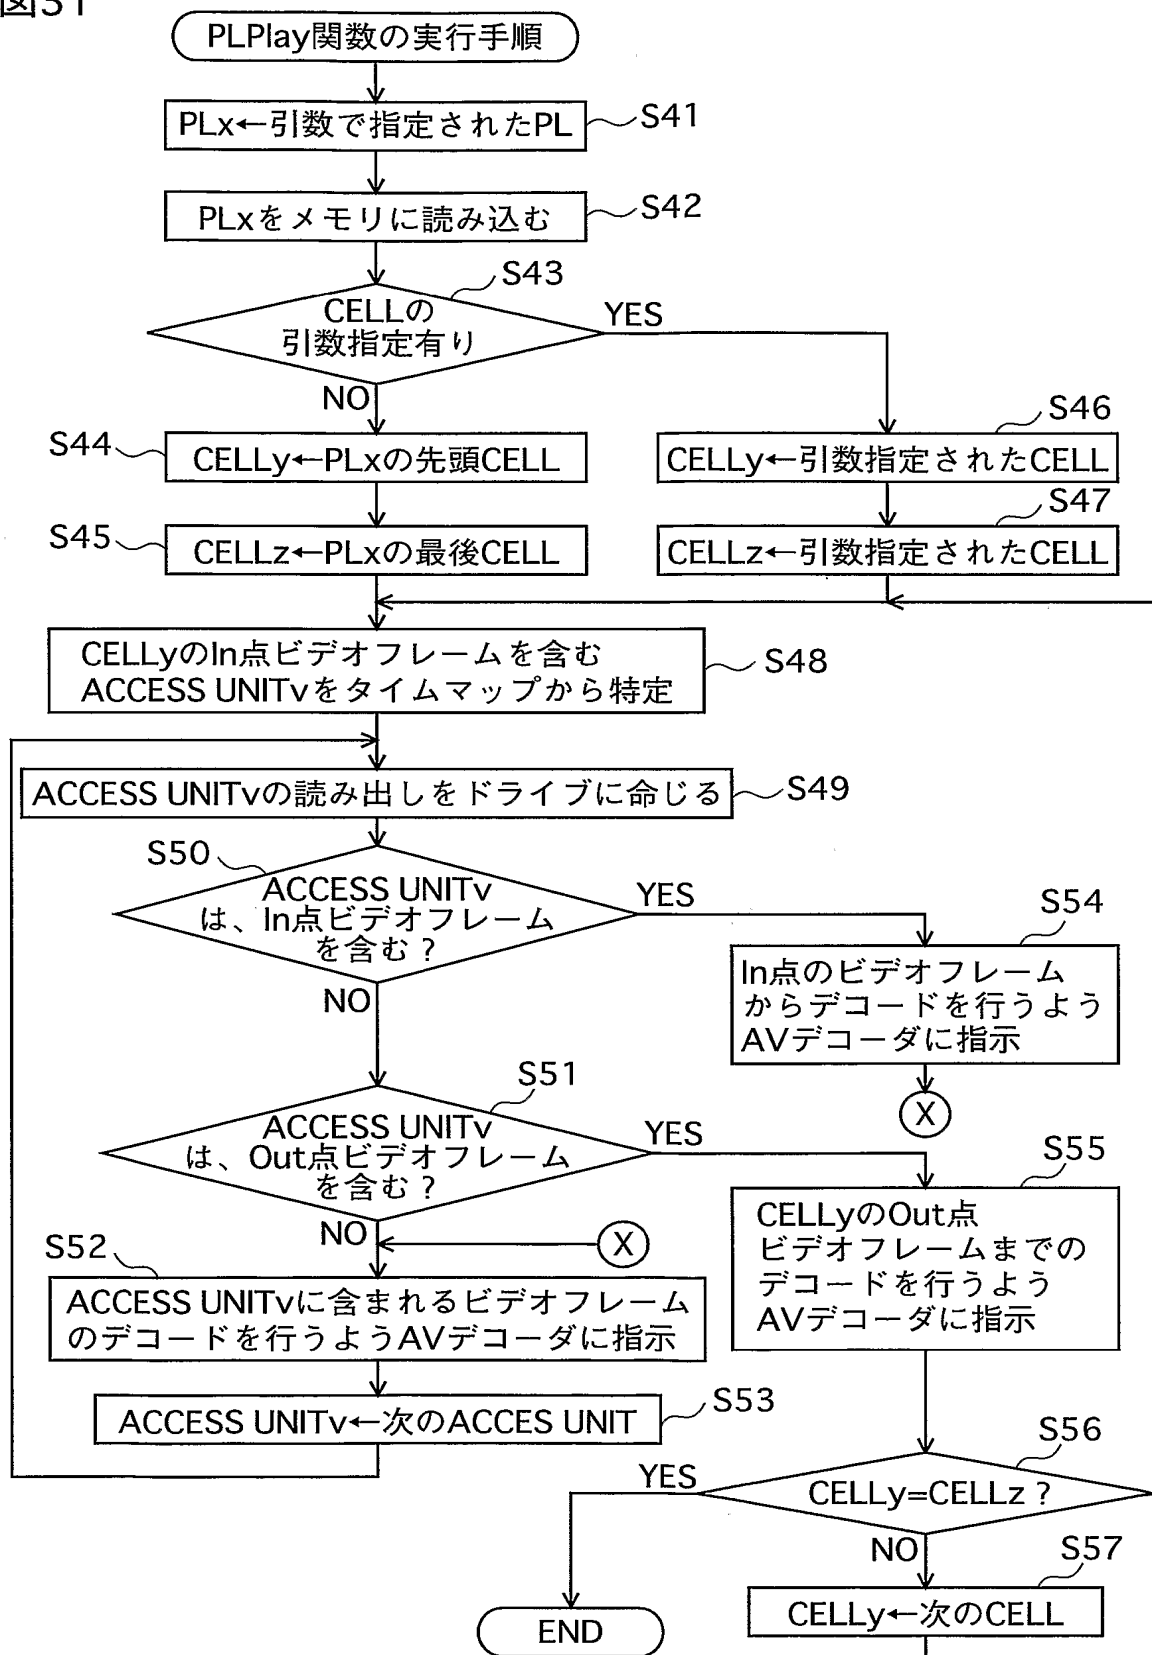 図31
PLPlay関数の実行手順
PLx←引数で指定されたPL
S41
PLxをメモリに読み込む
S42
S43
CELLの
引数指定有り
YES
NO
S44
CELLy←PLxの先頭CELL
S46
CELLy←引数指定されたCELL
S45
CELLz←PLxの最後CELL
S47
CELLz←引数指定されたCELL
CELLyのIn点ビデオフレームを含む
ACCESS UNITvをタイムマップから特定
S48
ACCESS UNITvの読み出しをドライブに命じる
S49
S50
ACCESS UNITv
は、In点ビデオフレーム
を含む？
YES
NO
S54
In点のビデオフレーム
からデコードを行うよう
AVデコーダに指示
X
S51
ACCESS UNITv
は、Out点ビデオフレーム
を含む？
YES
NO
X
S55
CELLyのOut点
ビデオフレームまでの
デコードを行うよう
AVデコーダに指示
S52
ACCESS UNITvに含まれるビデオフレーム
のデコードを行うようAVデコーダに指示
S53
ACCESS UNITv←次のACCES UNIT
S56
CELLy=CELLz？
YES
NO
S57
CELLy←次のCELL
END